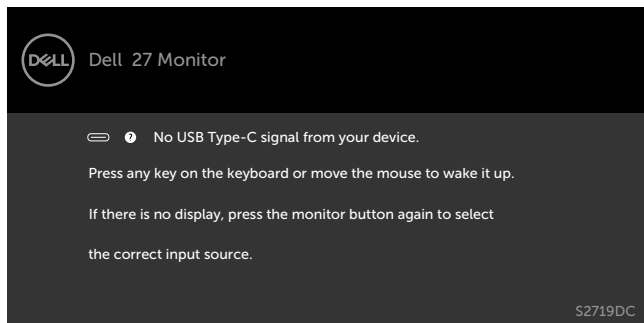 DELL Dell 27 Monitor
? No USB Type-C signal from your device.
Press any key on the keyboard or move the mouse to wake it up.
If there is no display, press the monitor button again to select
the correct input source.
S2719DC